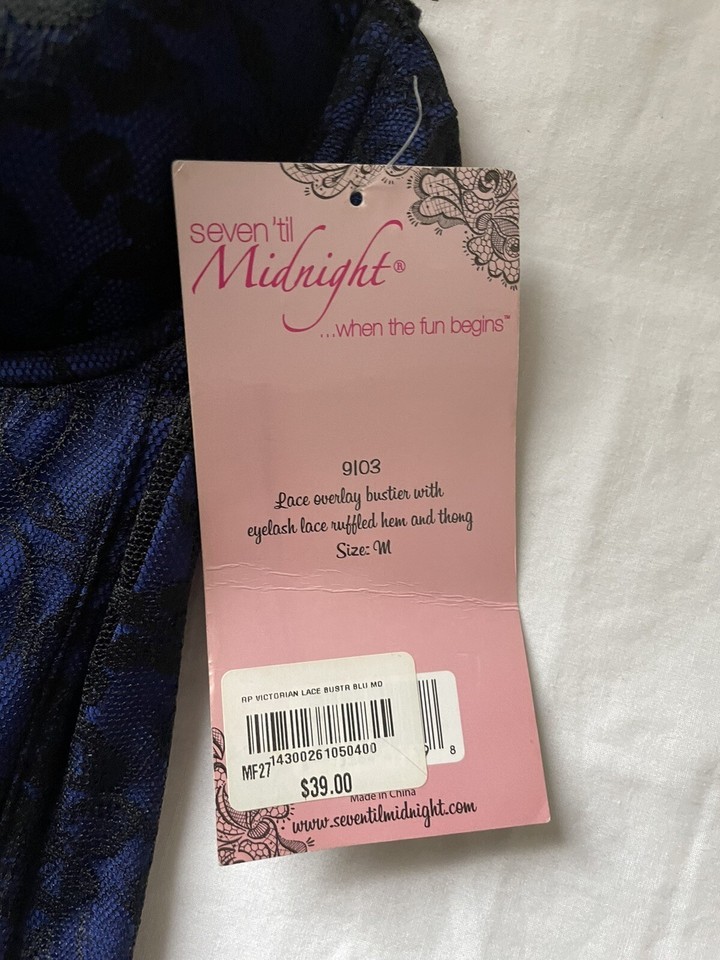 seven 'til
Midnight®
...when the fun begins™
9103
Lace overlay bustier with
eyelash lace ruffled hem and thong
Size: M
RP VICTORIAN LACE BUSTR BLU MD
MF27 14300261050400
$39.00
9 8
Made in China
www.seventilmidnight.com